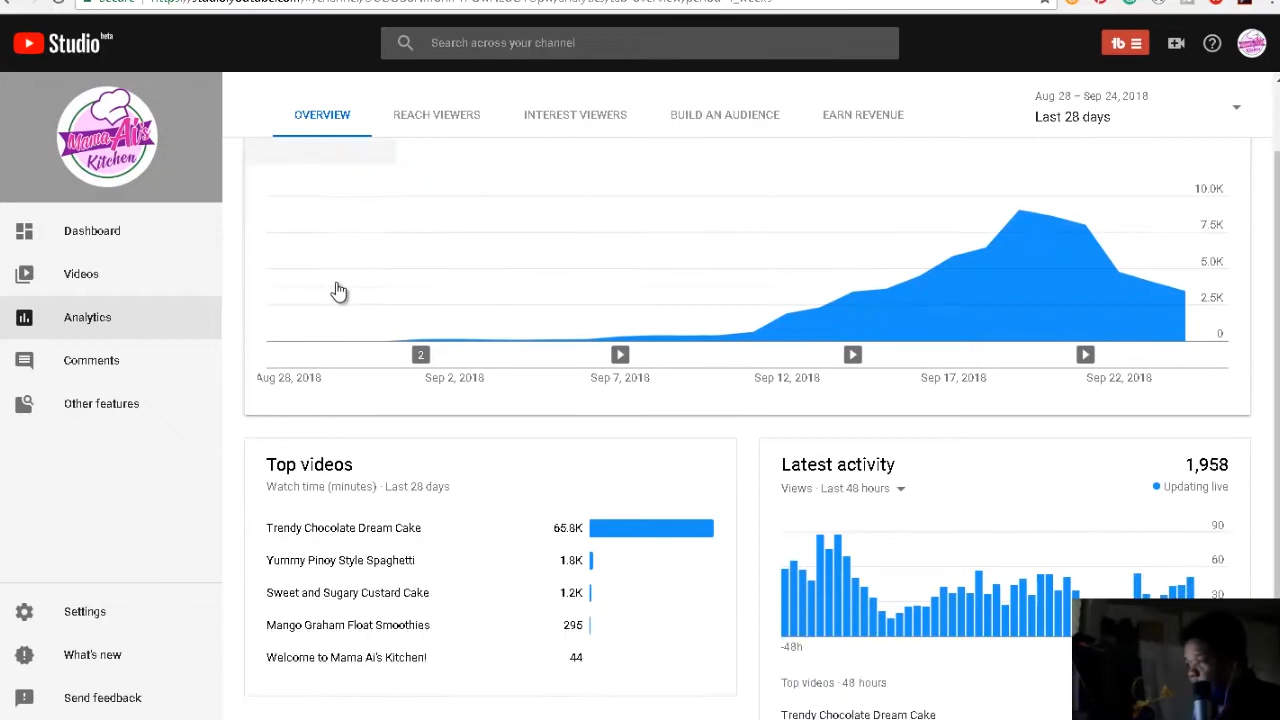 Studio beta
Search across your channel
Mama Ai's
Kitchen
Dashboard
Videos
Analytics
Comments
Other features
Settings
What's new
Send feedback
OVERVIEW
REACH VIEWERS
INTEREST VIEWERS
BUILD AN AUDIENCE
EARN REVENUE
Aug 28 – Sep 24, 2018
Last 28 days
10.0K
7.5K
5.0K
2.5K
0
2
Aug 28, 2018
Sep 2, 2018
Sep 7, 2018
Sep 12, 2018
Sep 17, 2018
Sep 22, 2018
Top videos
Watch time (minutes) · Last 28 days
Trendy Chocolate Dream Cake 65.8K
Yummy Pinoy Style Spaghetti 1.8K
Sweet and Sugary Custard Cake 1.2K
Mango Graham Float Smoothies 295
Welcome to Mama Ai's Kitchen! 44
Latest activity 1,958
Views · Last 48 hours
Updating live
90
60
30
-48h
Top videos · 48 hours
Trendy Chocolate Dream Cake